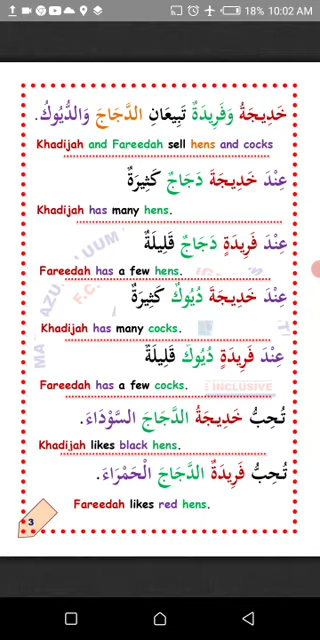 18% 10:02 AM
خَدِيجَةُ وَفَرِيدَةٌ تَبِيعَانِ الدَّجَاجَ وَالدُّيُوكُ.
Khadijah and Fareedah sell hens and cocks
عِنْدَ خَدِيجَةَ دَجَاجٌ كَثِيرَةٌ
Khadijah has many hens.
عِنْدَ فَرِيدَةٍ دَجَاجٌ قَلِيلَةٌ
Fareedah has a few hens.
عِنْدَ خَدِيجَةَ دُيُوكٌ كَثِيرَةٌ
Khadijah has many cocks.
عِنْدَ فَرِيدَةٍ دُيُوكَ قَلِيلَةٌ
Fareedah has a few cocks.
INCLUSIVE
تُحِبُّ خَدِيجَةُ الدَّجَاجَ السَّوْدَاءَ.
Khadijah likes black hens.
تُحِبُّ فَرِيدَةُ الدَّجَاجَ الْحَمْرَاءَ.
Fareedah likes red hens.
3